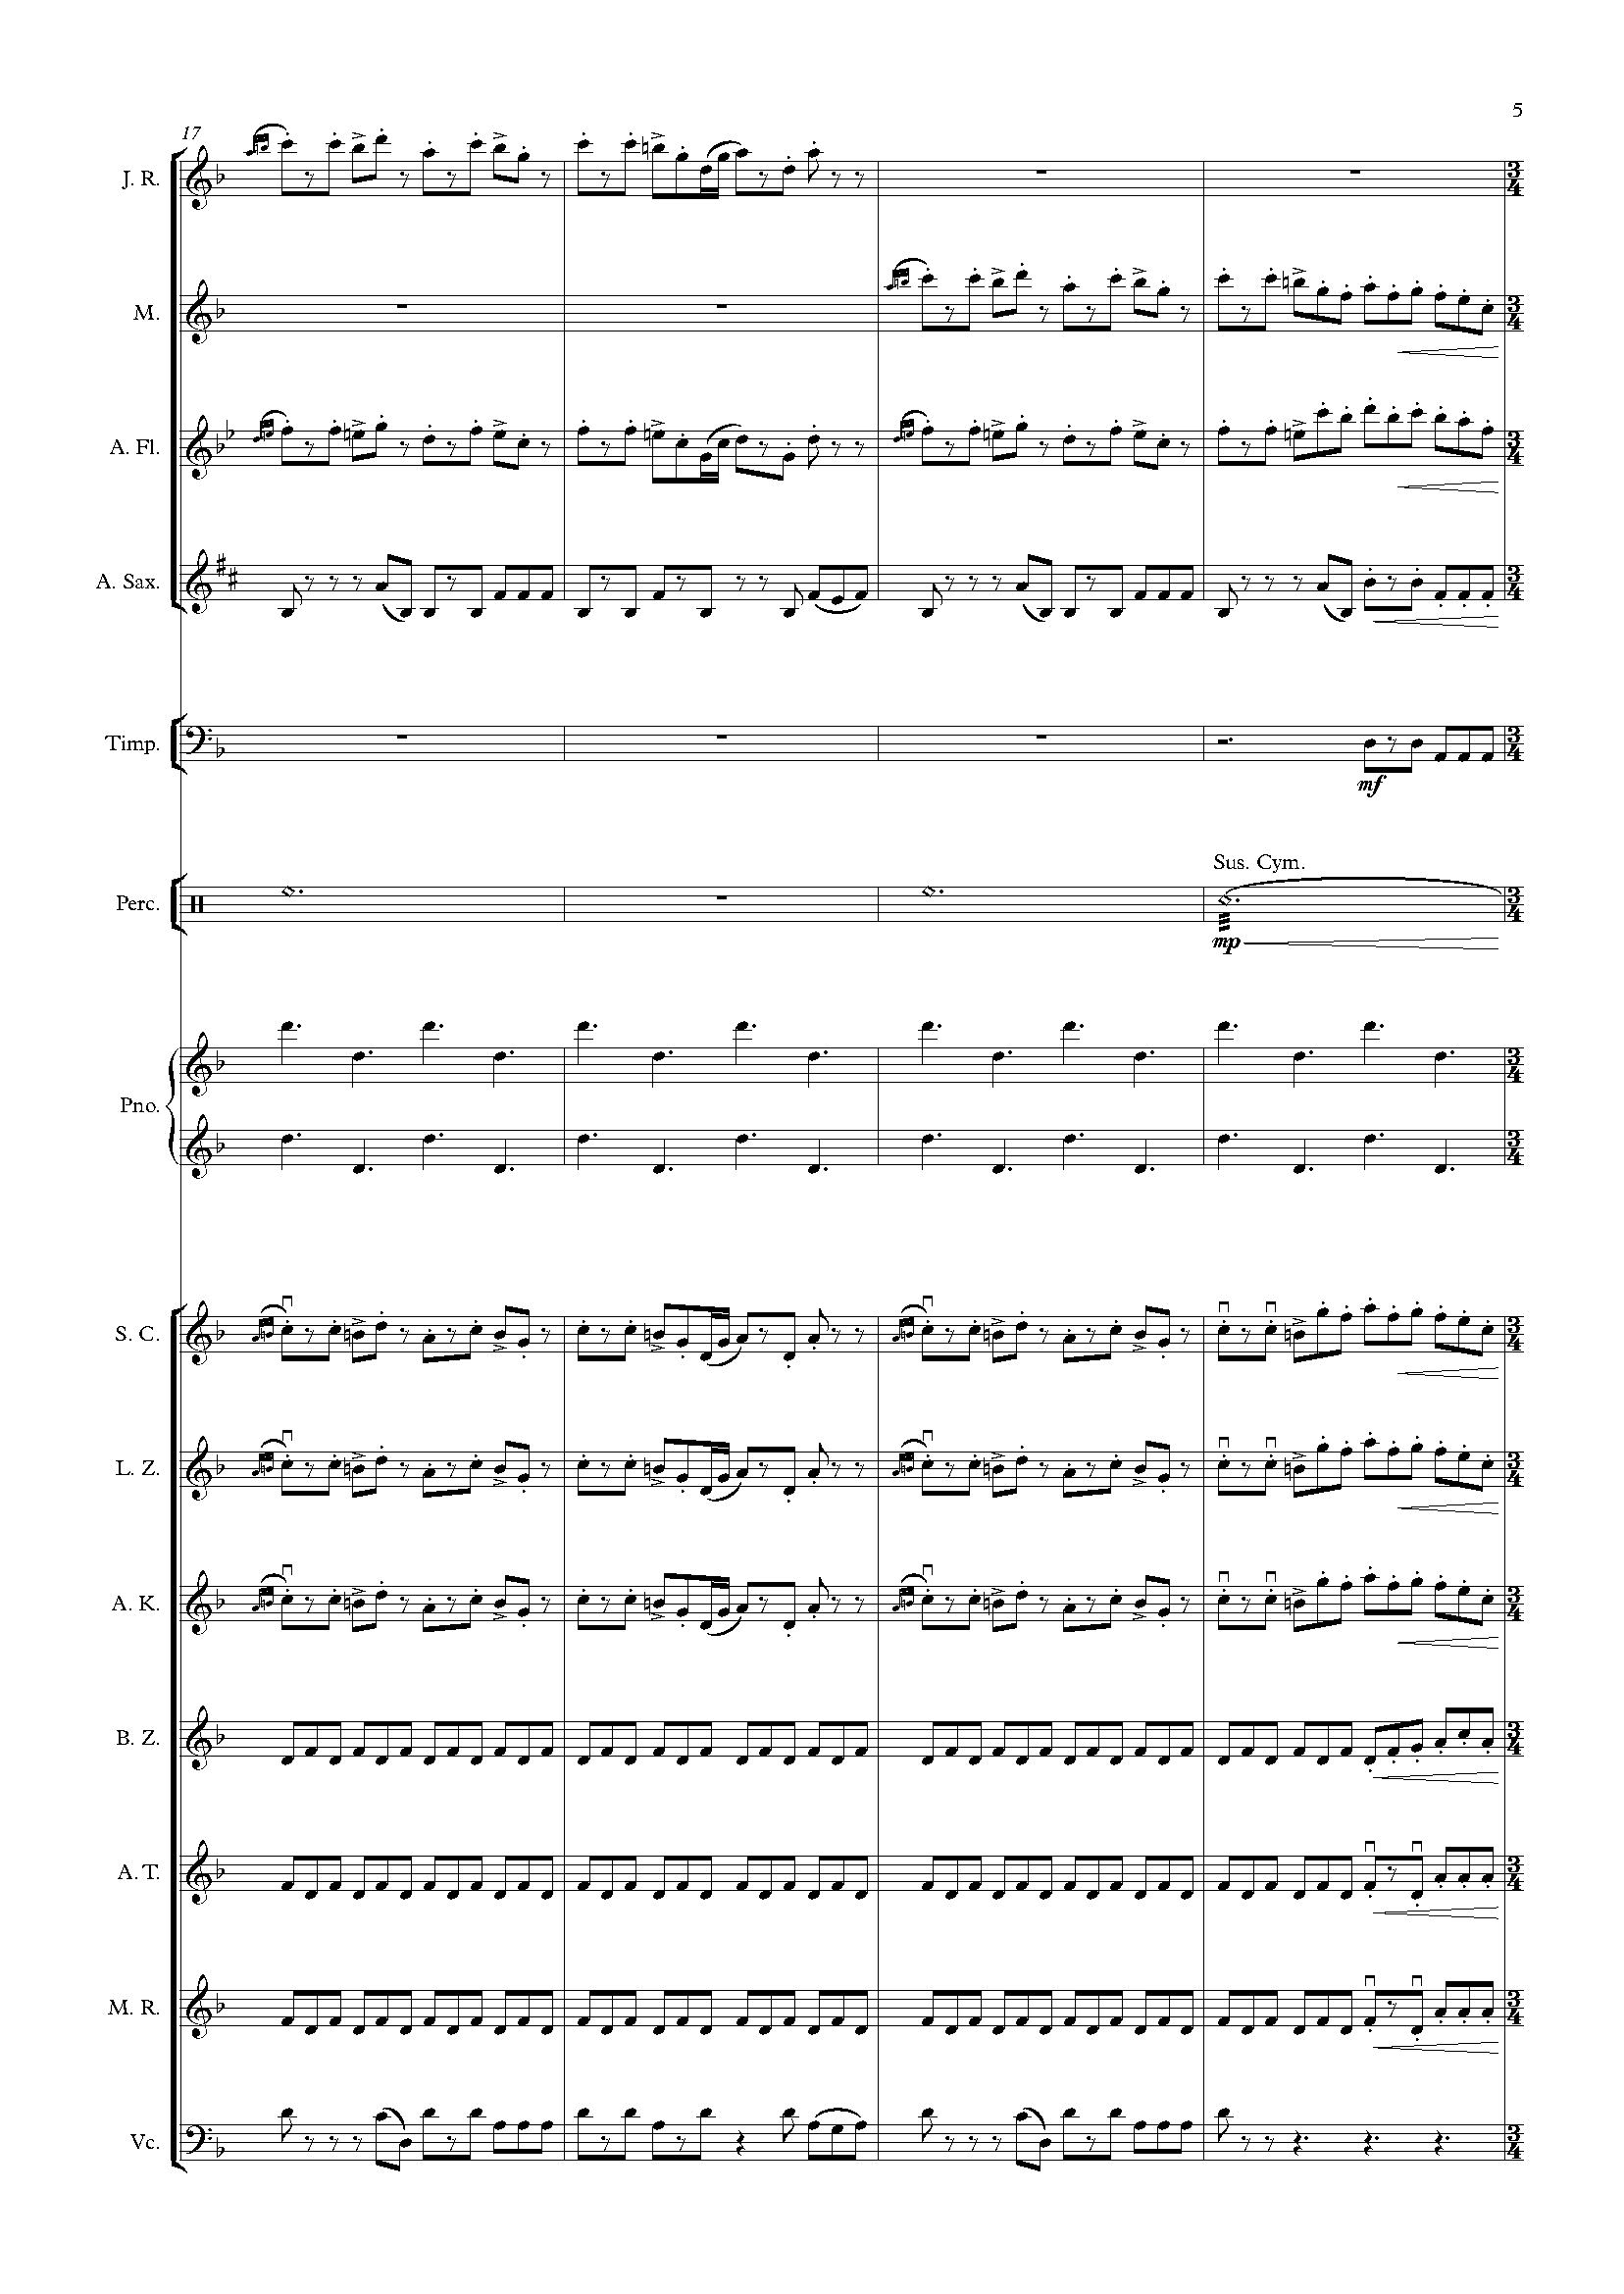 5
17
J. R.
M.
A. Fl.
A. Sax.
Timp.
mf
Sus. Cym.
Perc.
mp
Pno.
S. C.
L. Z.
A. K.
B. Z.
A. T.
M. R.
Vc.